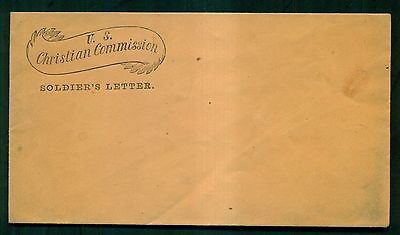 U. S.
Christian Commission
SOLDIER'S LETTER.